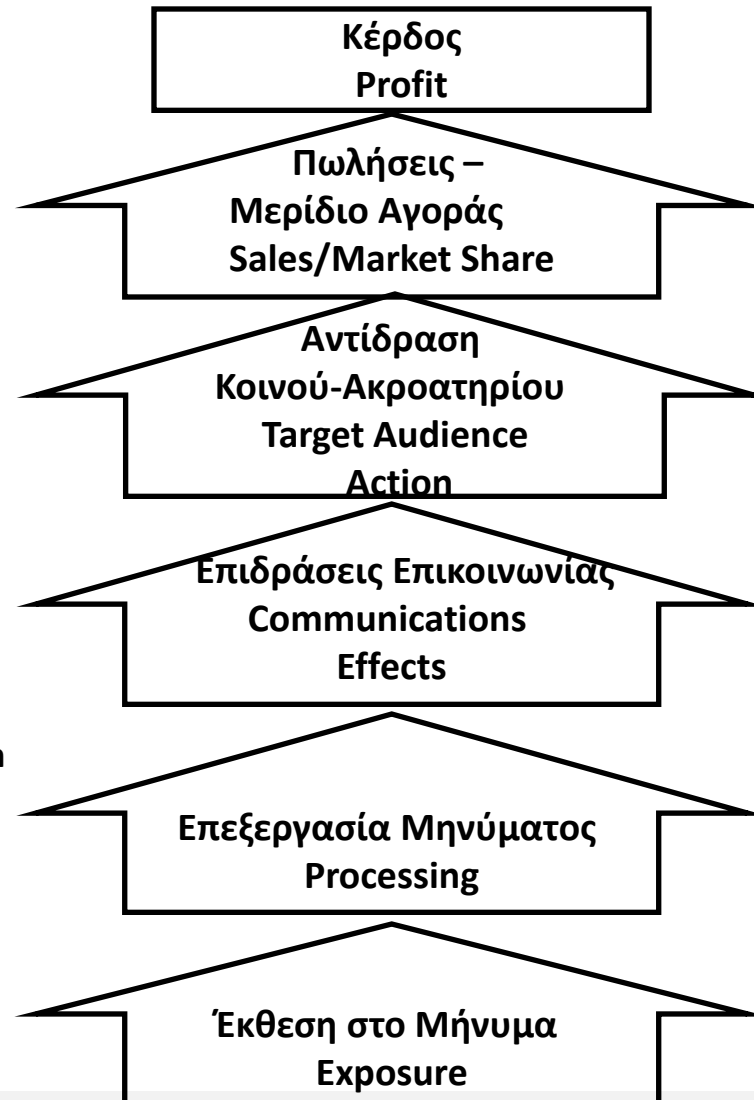 Κέρδος
Profit
Πωλήσεις –
Μερίδιο Αγοράς
Sales/Market Share
Αντίδραση
Κοινού-Ακροατηρίου
Target Audience
Action
Επιδράσεις Επικοινωνίας
Communications
Effects
Επεξεργασία Μηνύματος
Processing
Έκθεση στο Μήνυμα
Exposure